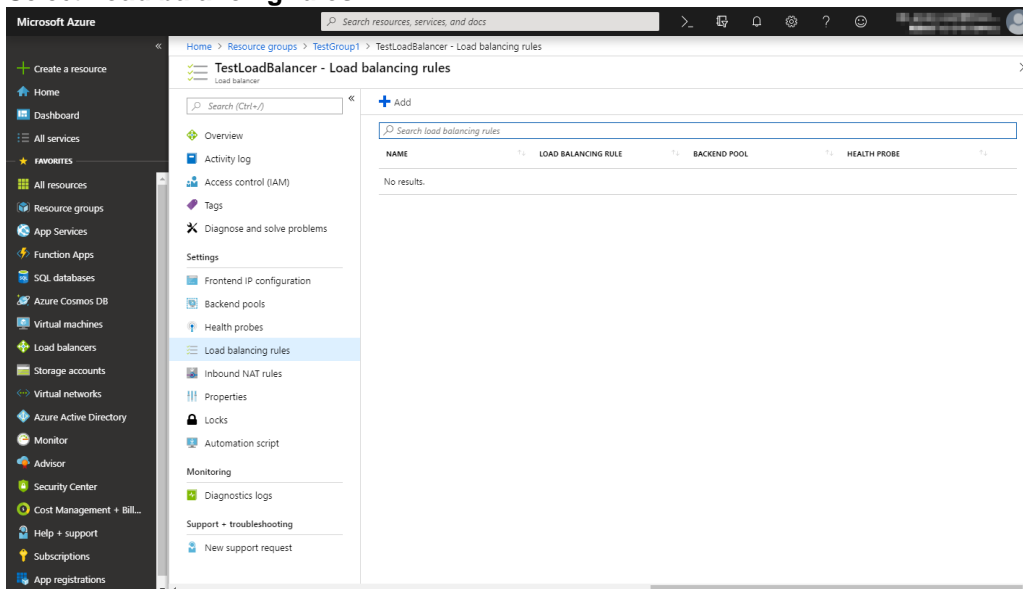 Microsoft Azure
Search resources, services, and docs
Home > Resource groups > TestGroup1 > TestLoadBalancer - Load balancing rules
TestLoadBalancer - Load balancing rules
Load balancer
Create a resource
Home
Dashboard
All services
FAVORITES
All resources
Resource groups
App Services
Function Apps
SQL databases
Azure Cosmos DB
Virtual machines
Load balancers
Storage accounts
Virtual networks
Azure Active Directory
Monitor
Advisor
Security Center
Cost Management + Bill...
Help + support
Subscriptions
App registrations
Search (Ctrl+/)
Overview
Activity log
Access control (IAM)
Tags
Diagnose and solve problems
Settings
Frontend IP configuration
Backend pools
Health probes
Load balancing rules
Inbound NAT rules
Properties
Locks
Automation script
Monitoring
Diagnostics logs
Support + troubleshooting
New support request
Add
Search load balancing rules
NAME LOAD BALANCING RULE BACKEND POOL HEALTH PROBE
No results.